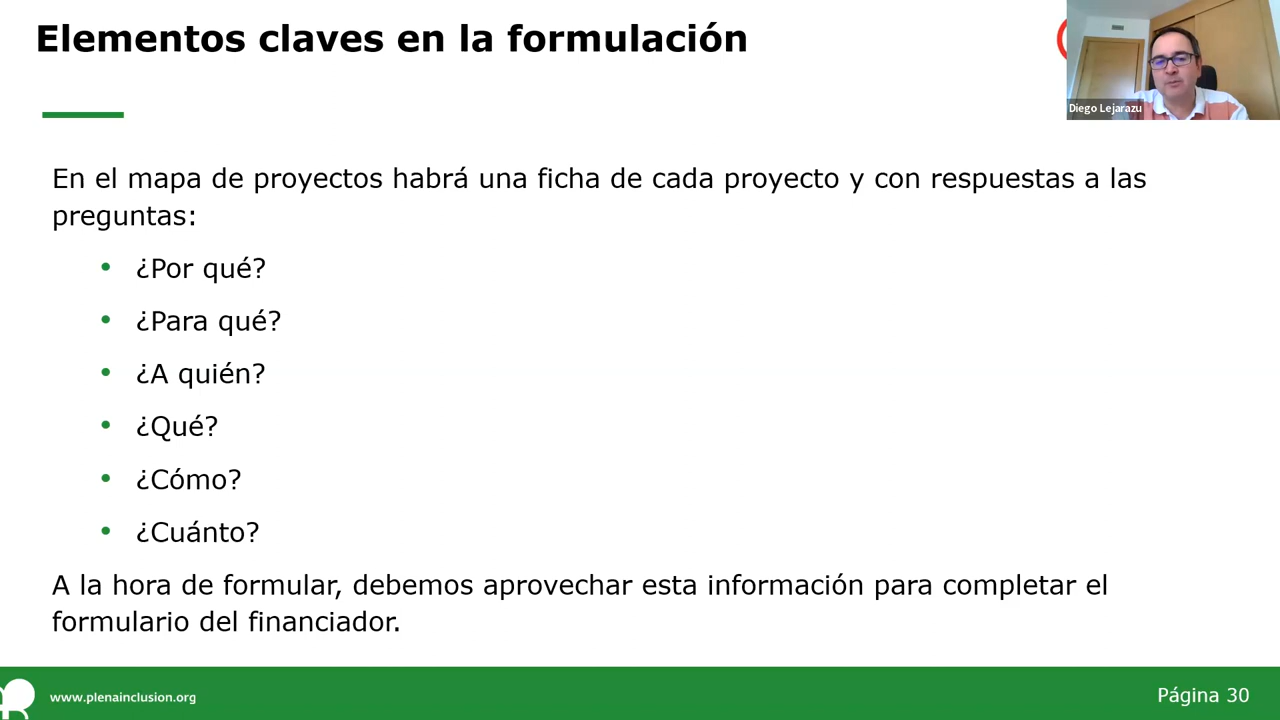 Elementos claves en la formulación
Diego Lejarazu
En el mapa de proyectos habrá una ficha de cada proyecto y con respuestas a las
preguntas:
• ¿Por qué?
• ¿Para qué?
• ¿A quién?
• ¿Qué?
• ¿Cómo?
• ¿Cuánto?
A la hora de formular, debemos aprovechar esta información para completar el
formulario del financiador.
www.plenainclusion.org
Página 30